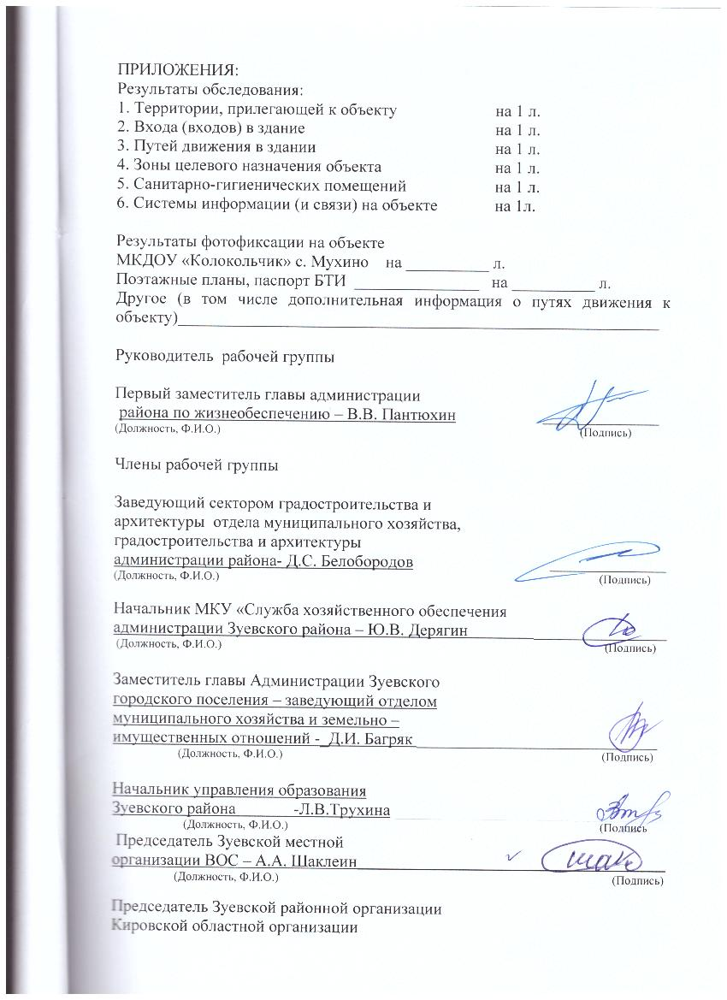 ПРИЛОЖЕНИЯ:
Результаты обследования:
1. Территории, прилегающей к объекту на 1 л.
2. Входа (входов) в здание на 1 л.
3. Путей движения в здании на 1 л.
4. Зоны целевого назначения объекта на 1 л.
5. Санитарно-гигиенических помещений на 1 л.
6. Системы информации (и связи) на объекте на 1л.
Результаты фотофиксации на объекте
МКДОУ «Колокольчик» с. Мухино на __________ л.
Поэтажные планы, паспорт БТИ _______________ на __________ л.
Другое (в том числе дополнительная информация о путях движения к
объекту)__________________________________________________________
Руководитель рабочей группы
Первый заместитель главы администрации
района по жизнеобеспечению – В.В. Пантюхин
(Должность, Ф.И.О.) (Подпись)
Члены рабочей группы
Заведующий сектором градостроительства и
архитектуры отдела муниципального хозяйства,
градостроительства и архитектуры
администрации района- Д.С. Белобородов
(Должность, Ф.И.О.) (Подпись)
Начальник МКУ «Служба хозяйственного обеспечения
администрации Зуевского района – Ю.В. Дерягин
(Должность, Ф.И.О.) (Подпись)
Заместитель главы Администрации Зуевского
городского поселения – заведующий отделом
муниципального хозяйства и земельно –
имущественных отношений -_Д.И. Багряк
(Должность, Ф.И.О.) (Подпись)
Начальник управления образования
Зуевского района _______-Л.В.Трухина
(Должность, Ф.И.О.) (Подпись
Председатель Зуевской местной
организации ВОС – А.А. Шаклеин
(Должность, Ф.И.О.) (Подпись)
Председатель Зуевской районной организации
Кировской областной организации